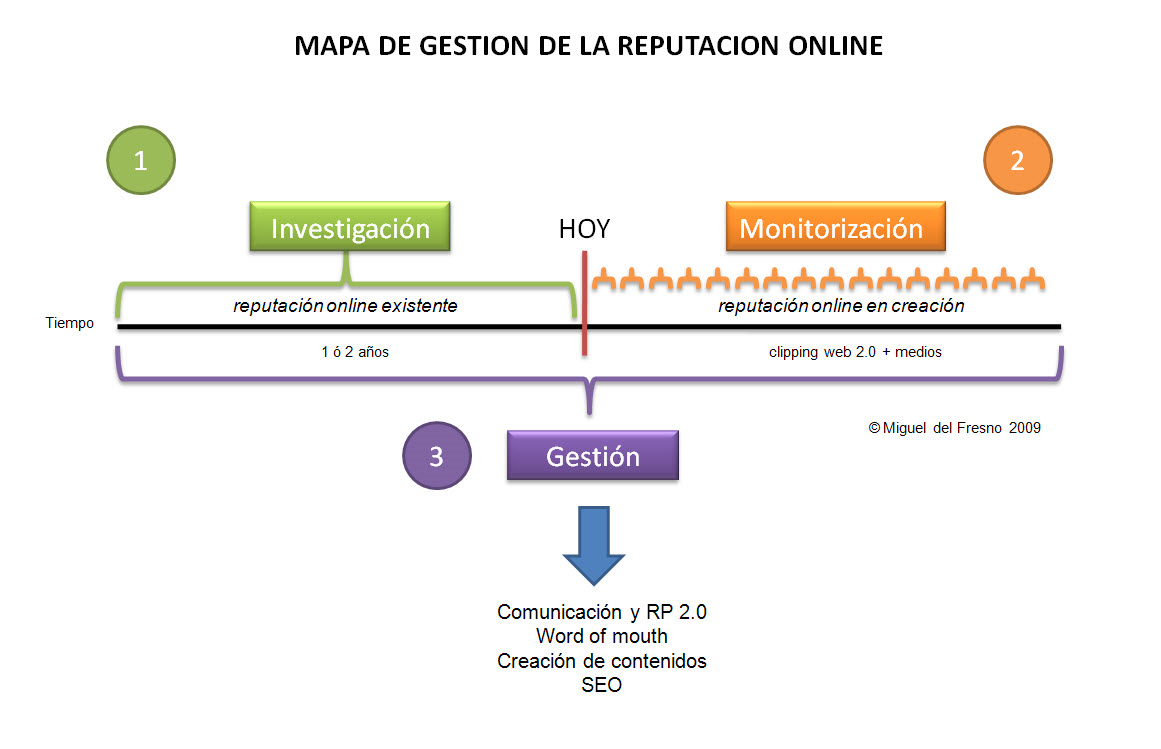 MAPA DE GESTION DE LA REPUTACION ONLINE
1
2
Investigación
HOY
Monitorización
reputación online existente
reputación online en creación
Tiempo
1 ó 2 años
clipping web 2.0 + medios
© Miguel del Fresno 2009
3
Gestión
Comunicación y RP 2.0
Word of mouth
Creación de contenidos
SEO